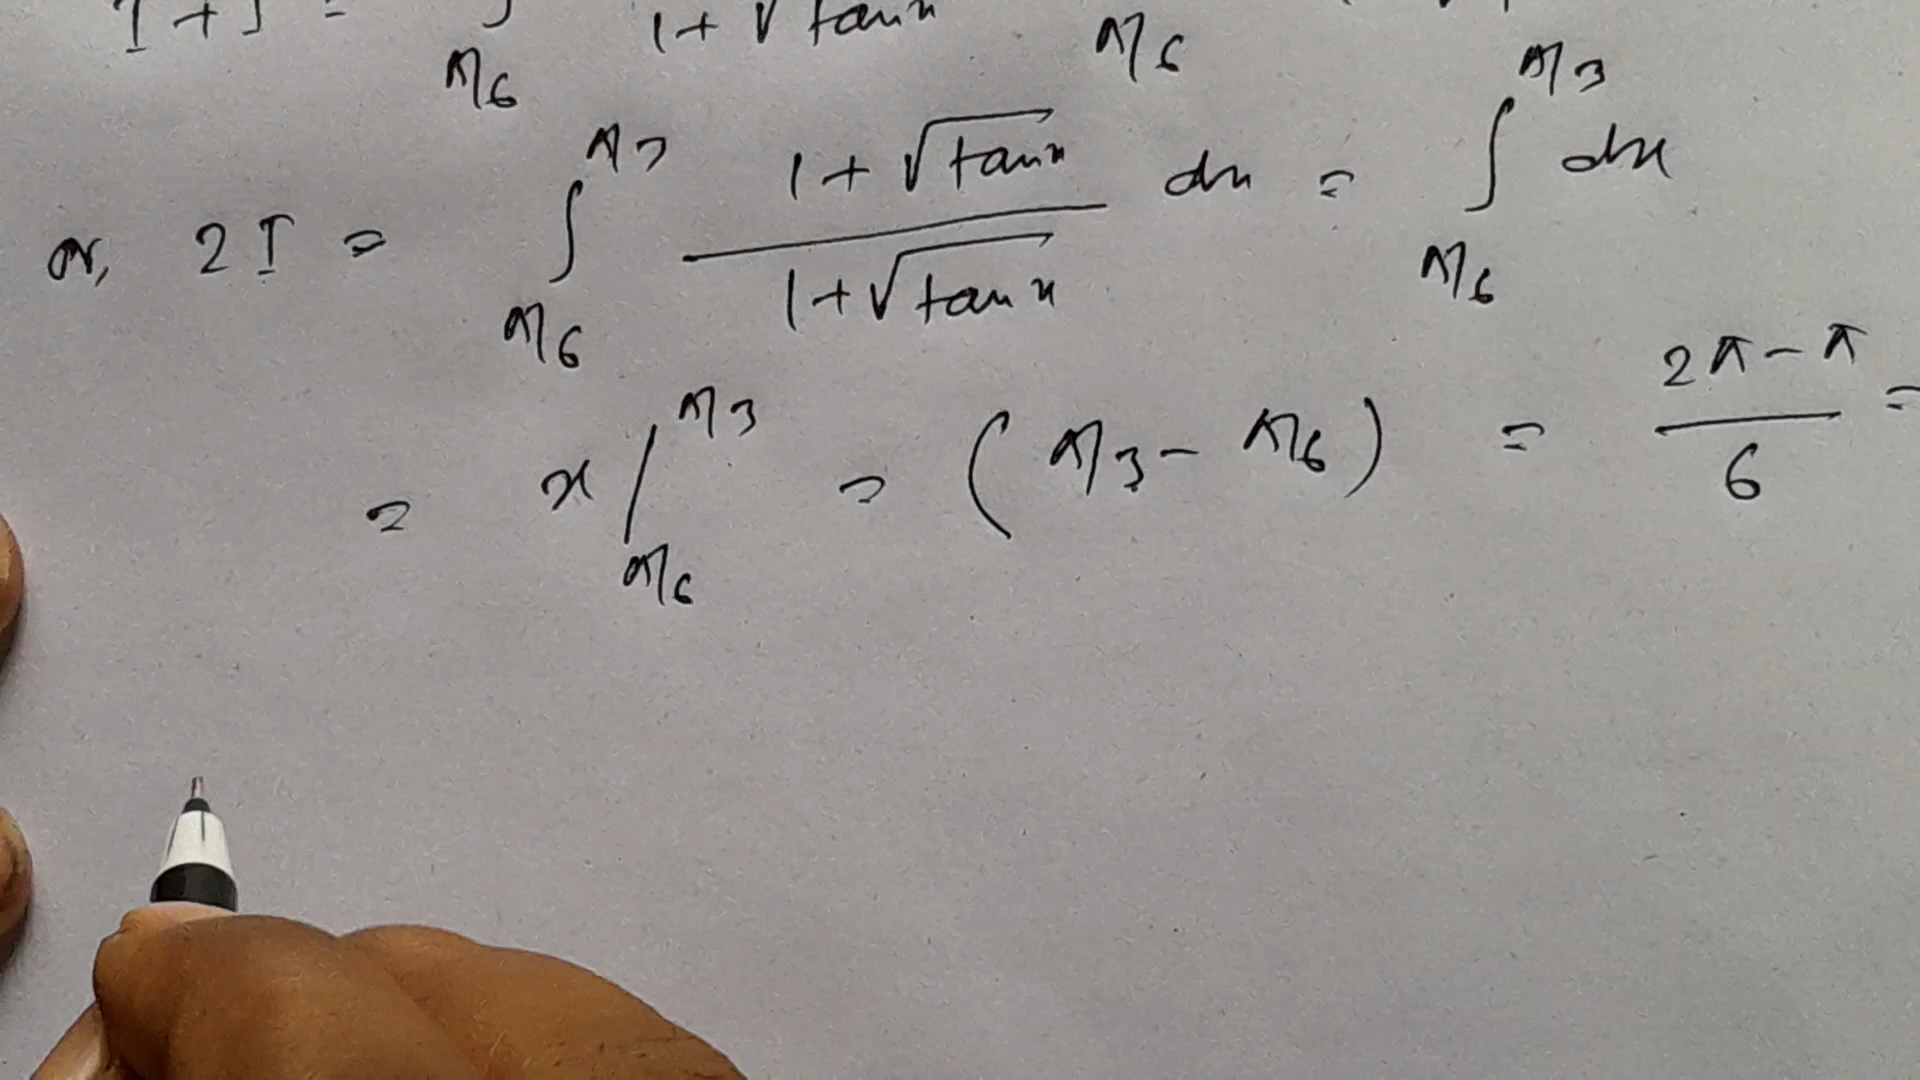 I + I =
π/6 1+√tan x π/6
or, 2I = ∫_{π/6}^{π/3} (1+√tan x)/(1+√tan x) dx = ∫_{π/6}^{π/3} dx
= x |_{π/6}^{π/3} = (π/3 - π/6) = (2π-π)/6 =